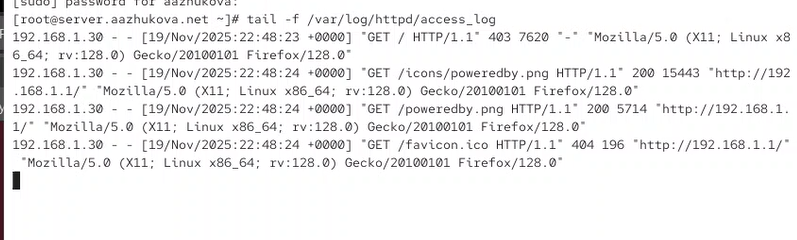 [sudo] password for aazhukova:
[root@server.aazhukova.net ~]# tail -f /var/log/httpd/access_log
192.168.1.30 - - [19/Nov/2025:22:48:23 +0000] "GET / HTTP/1.1" 403 7620 "-" "Mozilla/5.0 (X11; Linux x8
6_64; rv:128.0) Gecko/20100101 Firefox/128.0"
192.168.1.30 - - [19/Nov/2025:22:48:24 +0000] "GET /icons/poweredby.png HTTP/1.1" 200 15443 "http://192
.168.1.1/" "Mozilla/5.0 (X11; Linux x86_64; rv:128.0) Gecko/20100101 Firefox/128.0"
192.168.1.30 - - [19/Nov/2025:22:48:24 +0000] "GET /poweredby.png HTTP/1.1" 200 5714 "http://192.168.1.
1/" "Mozilla/5.0 (X11; Linux x86_64; rv:128.0) Gecko/20100101 Firefox/128.0"
192.168.1.30 - - [19/Nov/2025:22:48:24 +0000] "GET /favicon.ico HTTP/1.1" 404 196 "http://192.168.1.1/"
 "Mozilla/5.0 (X11; Linux x86_64; rv:128.0) Gecko/20100101 Firefox/128.0"